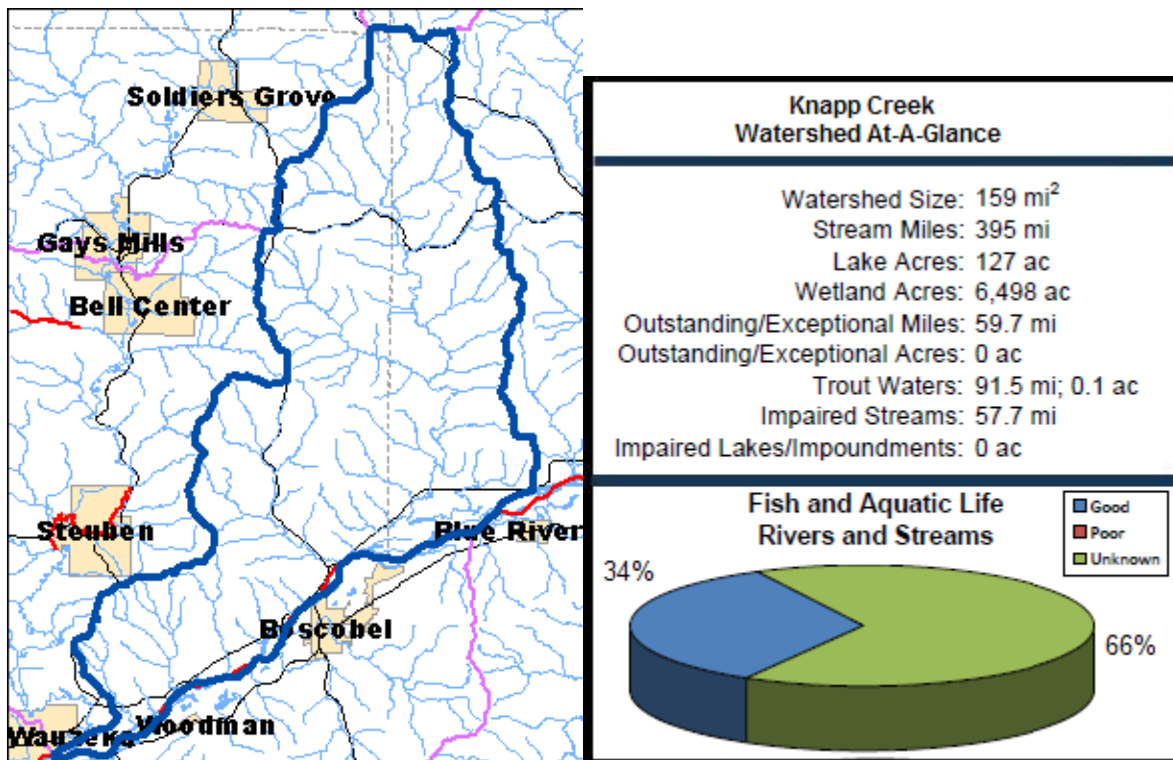 Soldiers Grove
Gays Mills
Bell Center
Steuben
Blue River
Boscobel
Woodman
Knapp Creek
Watershed At-A-Glance
Watershed Size: 159 mi²
Stream Miles: 395 mi
Lake Acres: 127 ac
Wetland Acres: 6,498 ac
Outstanding/Exceptional Miles: 59.7 mi
Outstanding/Exceptional Acres: 0 ac
Trout Waters: 91.5 mi; 0.1 ac
Impaired Streams: 57.7 mi
Impaired Lakes/Impoundments: 0 ac
Fish and Aquatic Life
Rivers and Streams
Good
Poor
Unknown
34%
66%